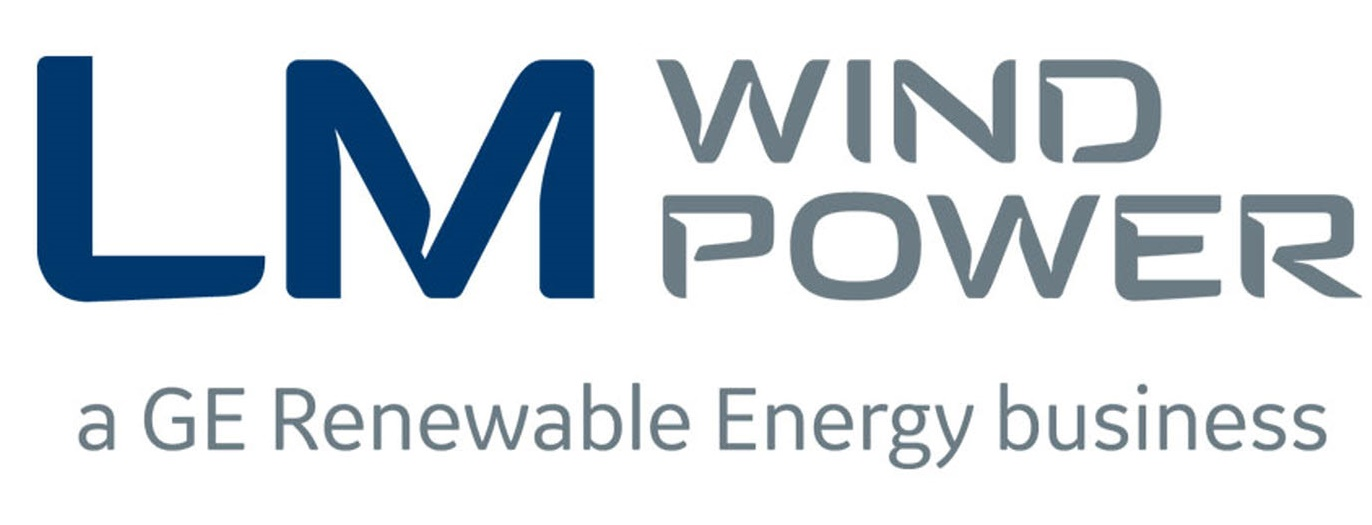 LM WIND
POWER
a GE Renewable Energy business